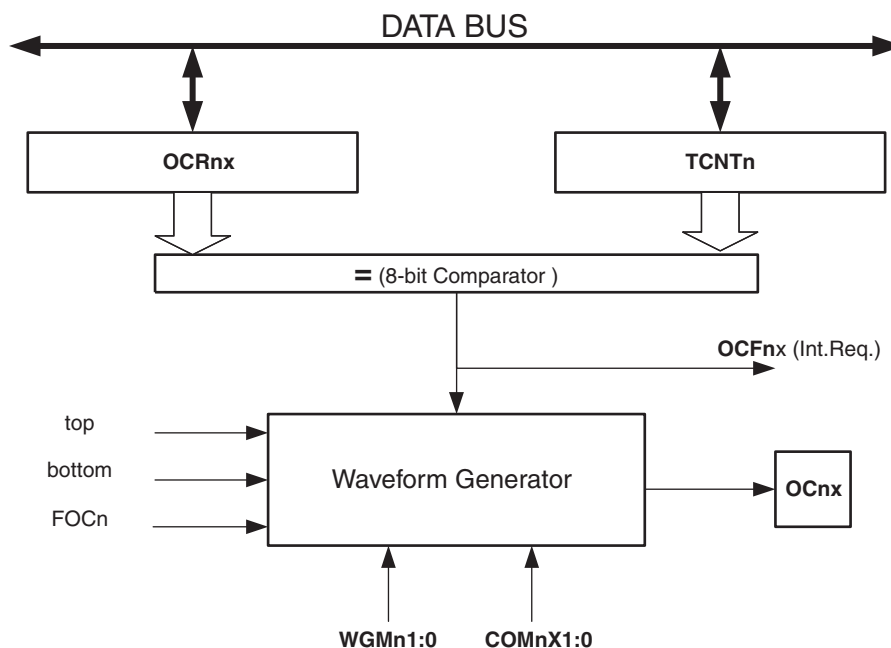 DATA BUS
OCRnx
TCNTn
= (8-bit Comparator )
OCFnx (Int.Req.)
top
bottom
FOCn
Waveform Generator
OCnx
WGMn1:0
COMnX1:0